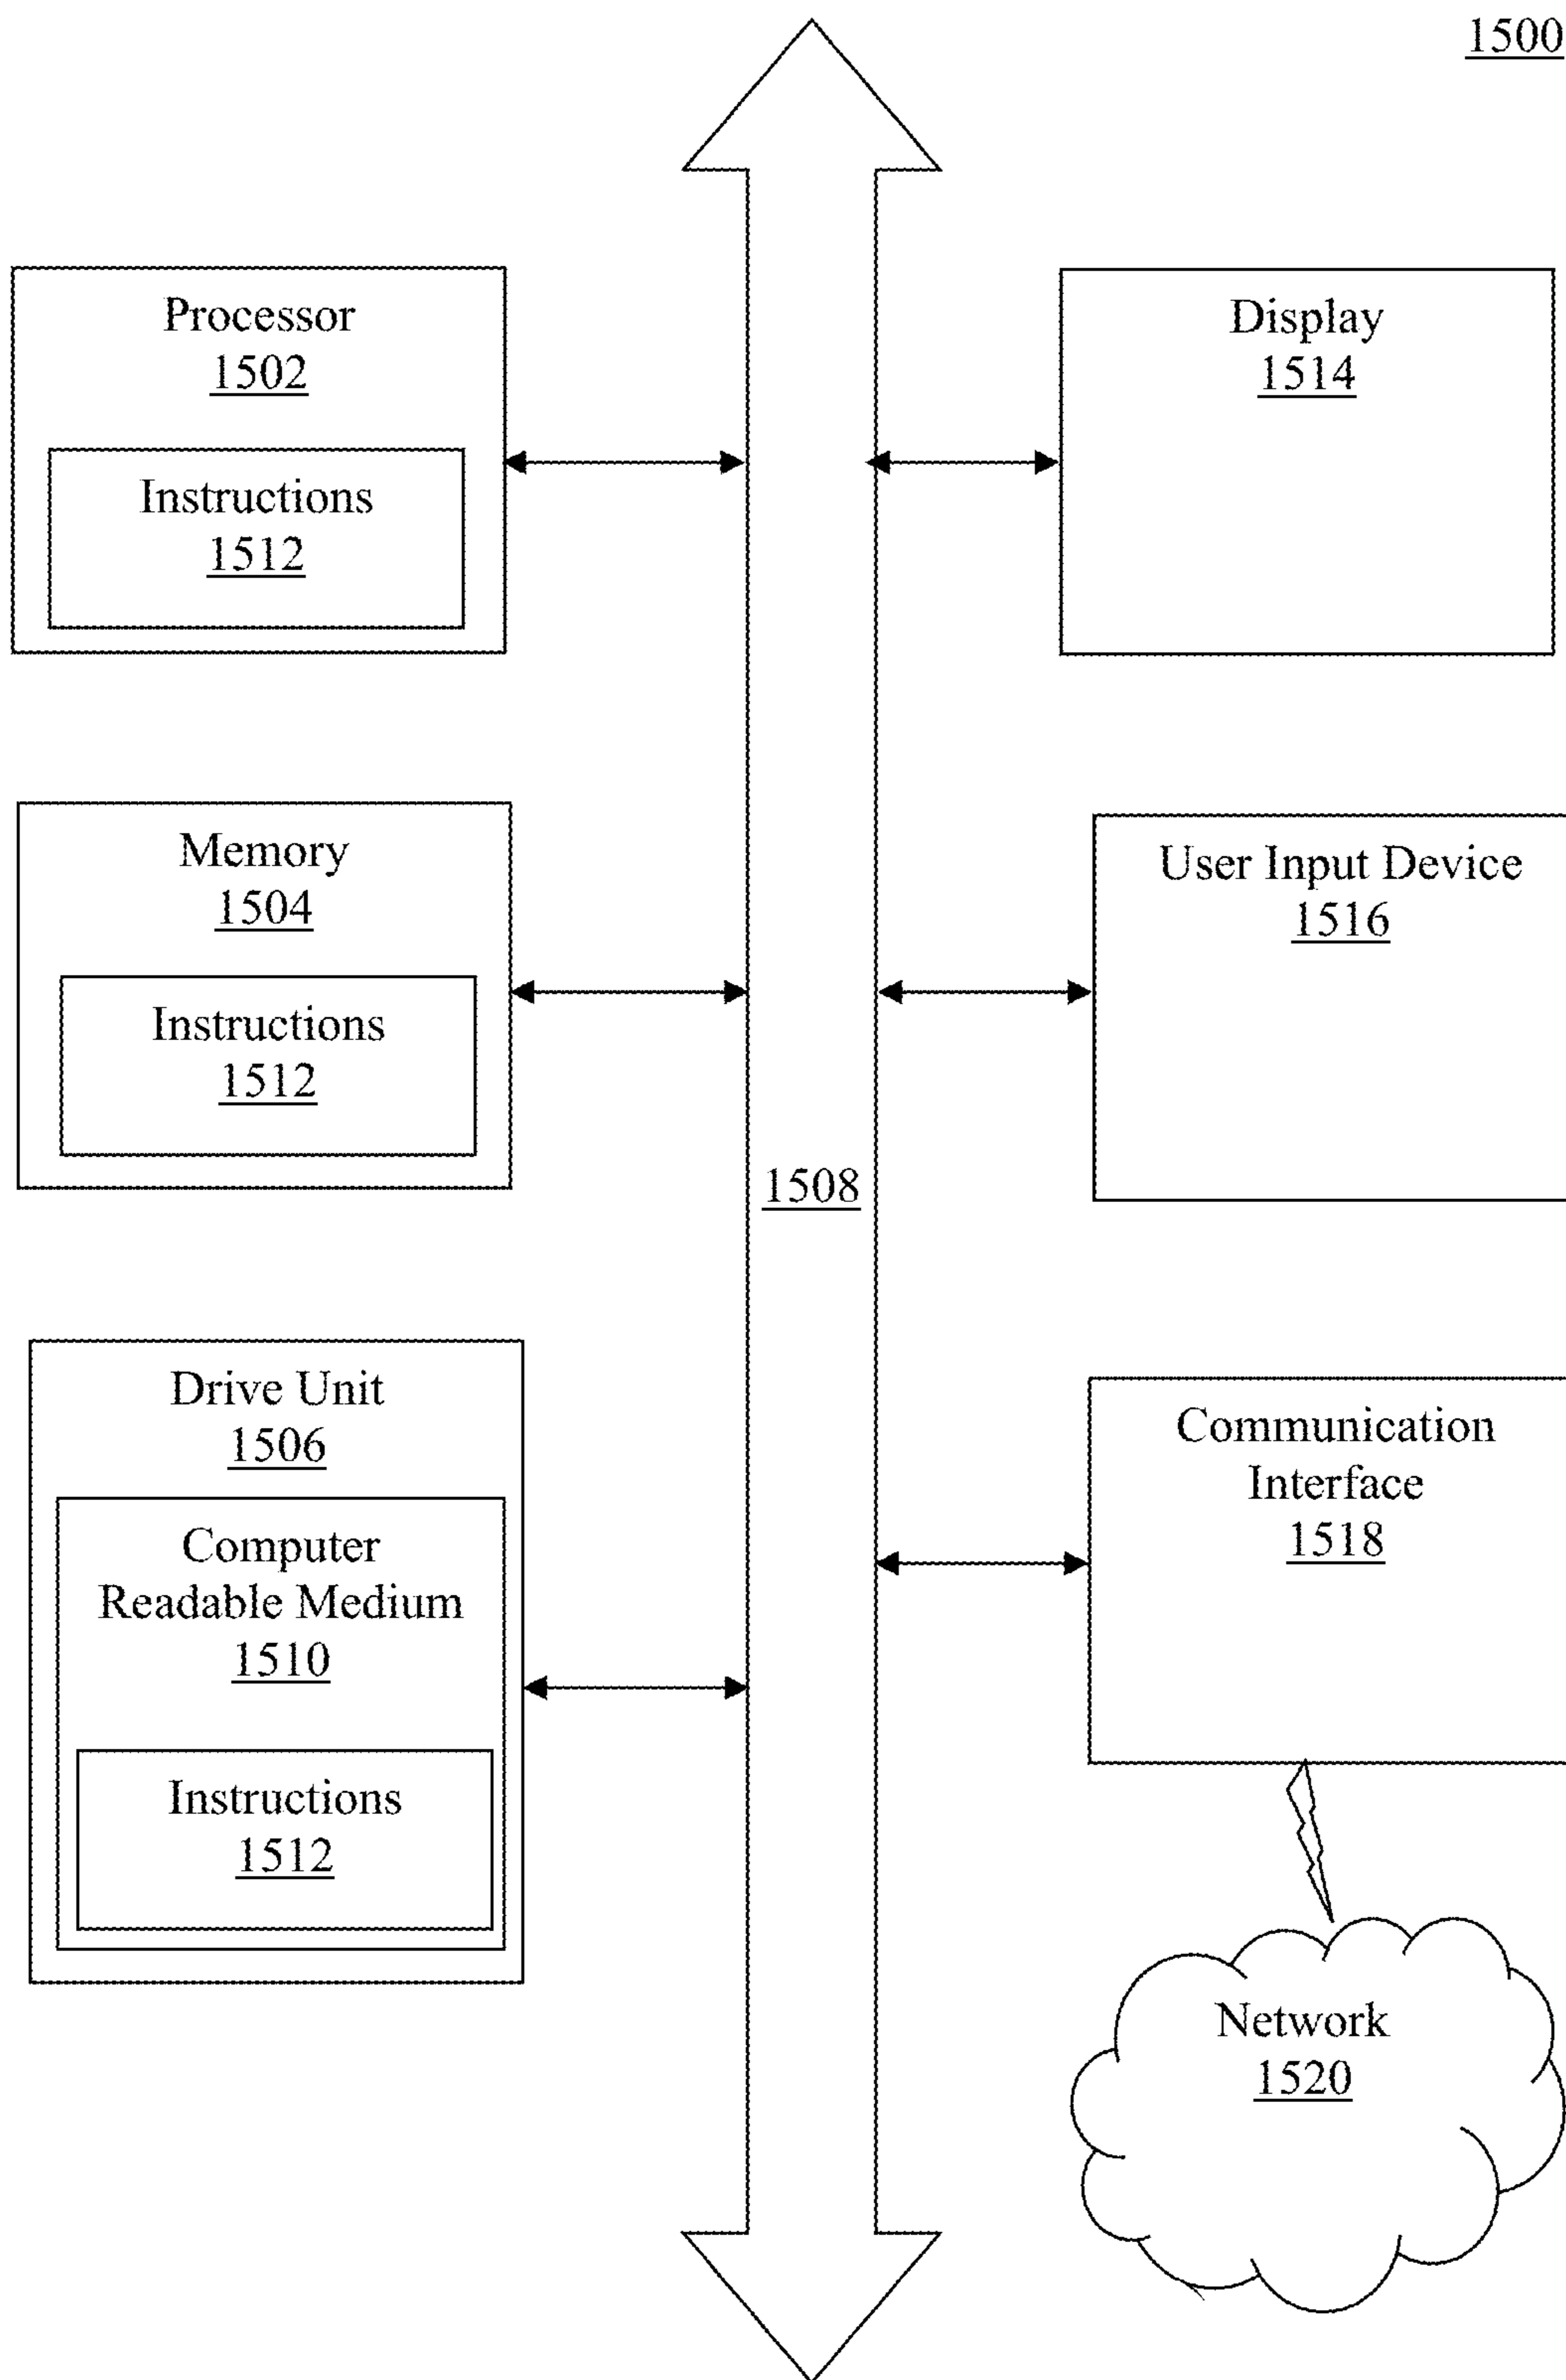 1500
Processor
1502
Instructions
1512
Display
1514
Memory
1504
Instructions
1512
User Input Device
1516
1508
Drive Unit
1506
Computer
Readable Medium
1510
Instructions
1512
Communication
Interface
1518
Network
1520